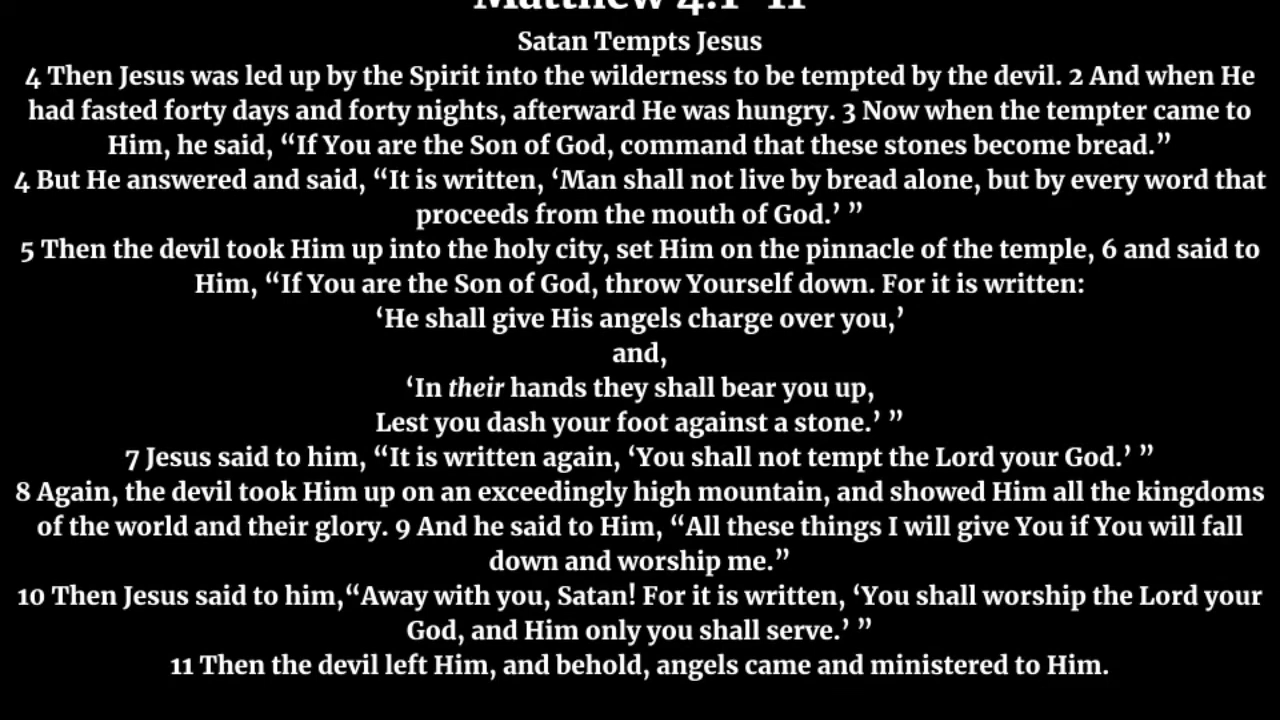 Matthew 4:1-11
Satan Tempts Jesus
4 Then Jesus was led up by the Spirit into the wilderness to be tempted by the devil. 2 And when He
had fasted forty days and forty nights, afterward He was hungry. 3 Now when the tempter came to
Him, he said, “If You are the Son of God, command that these stones become bread.”
4 But He answered and said, “It is written, ‘Man shall not live by bread alone, but by every word that
proceeds from the mouth of God.’ ”
5 Then the devil took Him up into the holy city, set Him on the pinnacle of the temple, 6 and said to
Him, “If You are the Son of God, throw Yourself down. For it is written:
‘He shall give His angels charge over you,’
and,
‘In their hands they shall bear you up,
Lest you dash your foot against a stone.’ ”
7 Jesus said to him, “It is written again, ‘You shall not tempt the Lord your God.’ ”
8 Again, the devil took Him up on an exceedingly high mountain, and showed Him all the kingdoms
of the world and their glory. 9 And he said to Him, “All these things I will give You if You will fall
down and worship me.”
10 Then Jesus said to him,“Away with you, Satan! For it is written, ‘You shall worship the Lord your
God, and Him only you shall serve.’ ”
11 Then the devil left Him, and behold, angels came and ministered to Him.